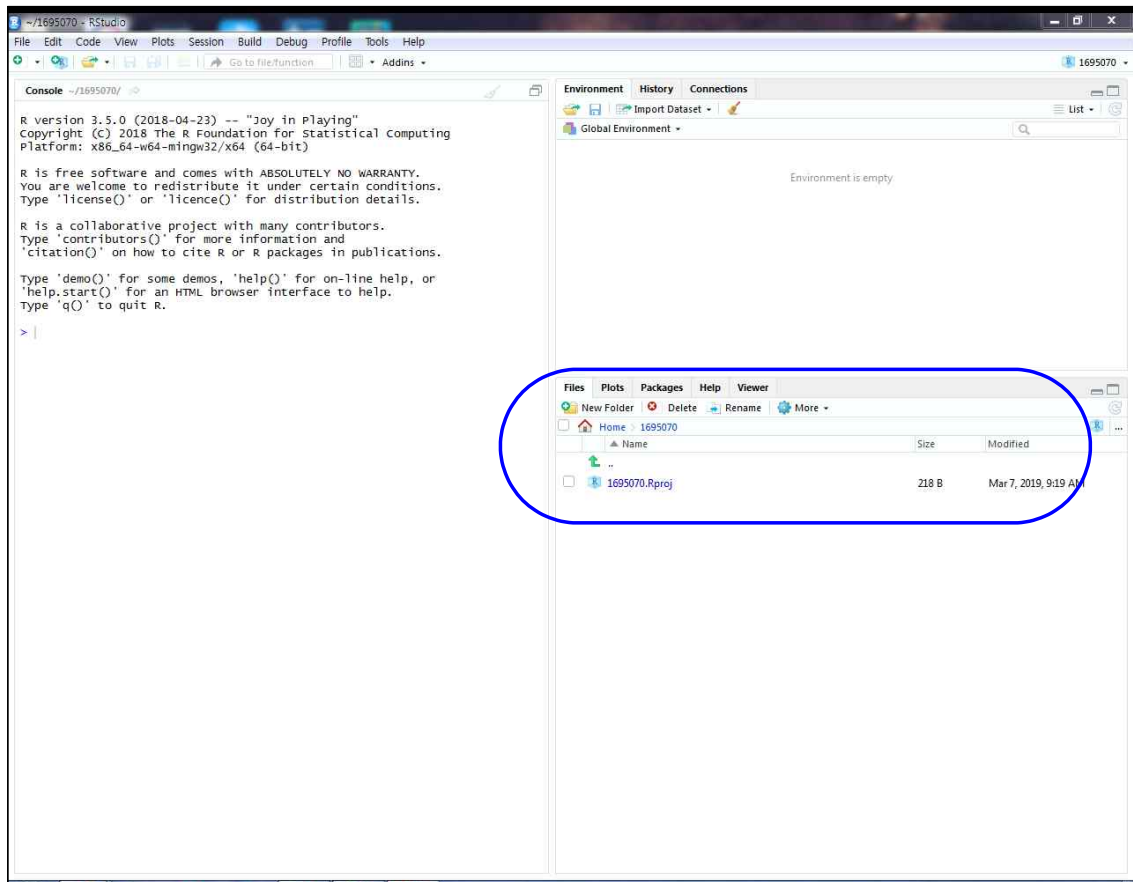 ~/1695070 - RStudio
File Edit Code View Plots Session Build Debug Profile Tools Help
Go to file/function Addins 1695070
Console ~/1695070/
R version 3.5.0 (2018-04-23) -- "Joy in Playing"
Copyright (C) 2018 The R Foundation for Statistical Computing
Platform: x86_64-w64-mingw32/x64 (64-bit)
R is free software and comes with ABSOLUTELY NO WARRANTY.
You are welcome to redistribute it under certain conditions.
Type 'license()' or 'licence()' for distribution details.
R is a collaborative project with many contributors.
Type 'contributors()' for more information and
'citation()' on how to cite R or R packages in publications.
Type 'demo()' for some demos, 'help()' for on-line help, or
'help.start()' for an HTML browser interface to help.
Type 'q()' to quit R.
>
Environment History Connections
Import Dataset List
Global Environment
Environment is empty
Files Plots Packages Help Viewer
New Folder Delete Rename More
Home 1695070 ...
Name Size Modified
..
1695070.Rproj 218 B Mar 7, 2019, 9:19 AM